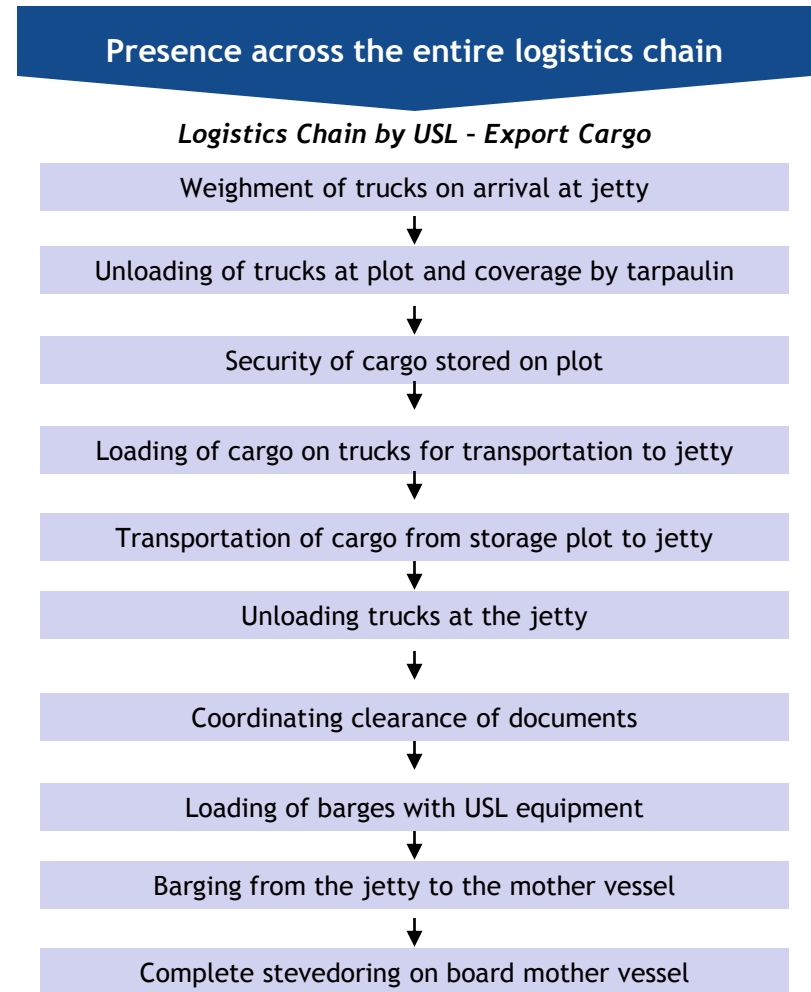 Presence across the entire logistics chain
Logistics Chain by USL – Export Cargo
Weighment of trucks on arrival at jetty
Unloading of trucks at plot and coverage by tarpaulin
Security of cargo stored on plot
Loading of cargo on trucks for transportation to jetty
Transportation of cargo from storage plot to jetty
Unloading trucks at the jetty
Coordinating clearance of documents
Loading of barges with USL equipment
Barging from the jetty to the mother vessel
Complete stevedoring on board mother vessel